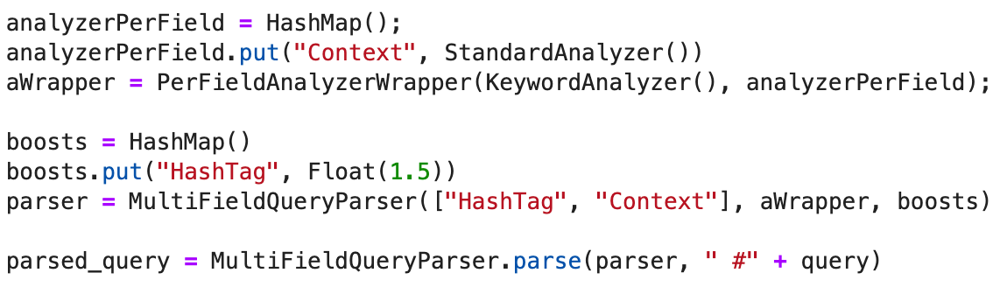 analyzerPerField = HashMap();
analyzerPerField.put("Context", StandardAnalyzer())
aWrapper = PerFieldAnalyzerWrapper(KeywordAnalyzer(), analyzerPerField);
boosts = HashMap()
boosts.put("HashTag", Float(1.5))
parser = MultiFieldQueryParser(["HashTag", "Context"], aWrapper, boosts)
parsed_query = MultiFieldQueryParser.parse(parser, " #" + query)